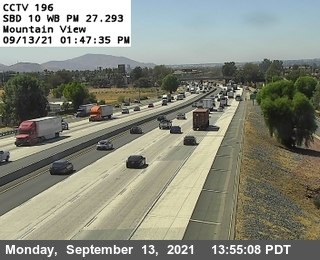 CCTV 196
SBD 10 WB PM 27.293
Mountain View
09/13/21 01:47:35 PM
Monday, September 13, 2021 13:55:08 PDT